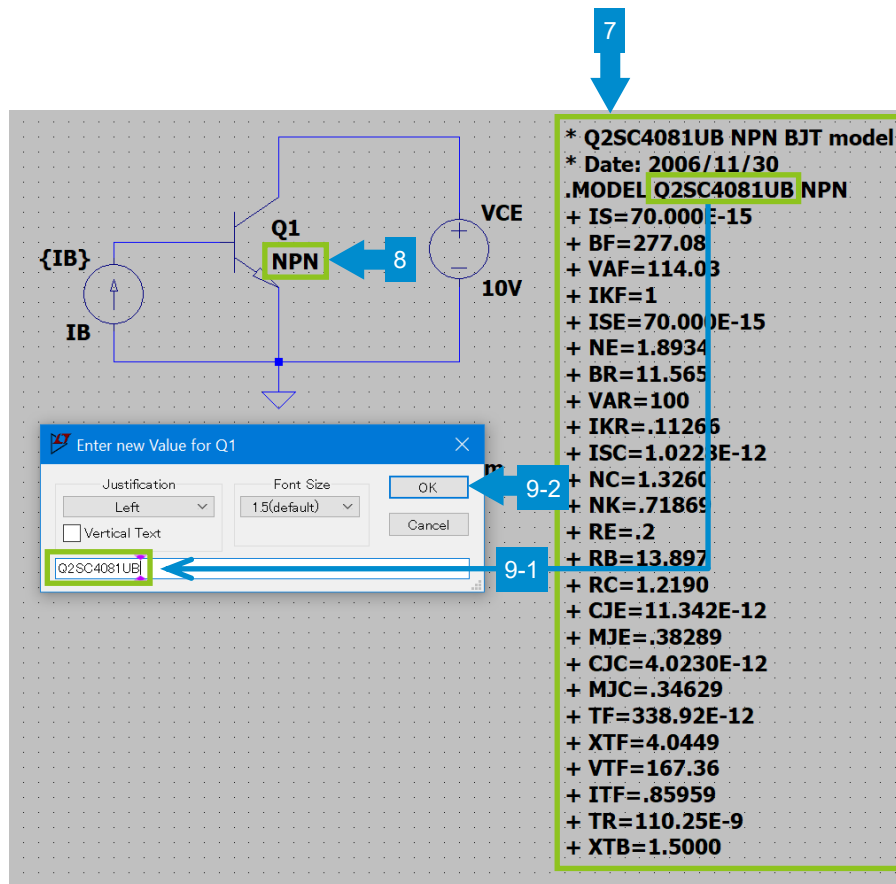 7
* Q2SC4081UB NPN BJT model
* Date: 2006/11/30
.MODEL Q2SC4081UB NPN
+ IS=70.000E-15
+ BF=277.08
+ VAF=114.03
+ IKF=1
+ ISE=70.000E-15
+ NE=1.8934
+ BR=11.565
+ VAR=100
+ IKR=.11266
+ ISC=1.0223E-12
+ NC=1.3260
+ NK=.71869
+ RE=.2
+ RB=13.897
+ RC=1.2190
+ CJE=11.342E-12
+ MJE=.38289
+ CJC=4.0230E-12
+ MJC=.34629
+ TF=338.92E-12
+ XTF=4.0449
+ VTF=167.36
+ ITF=.85959
+ TR=110.25E-9
+ XTB=1.5000
Q1
NPN
8
VCE
10V
{IB}
IB
Enter new Value for Q1
Justification
Left
Vertical Text
Font Size
1.5(default)
OK
Cancel
9-2
Q2SC4081UB
9-1